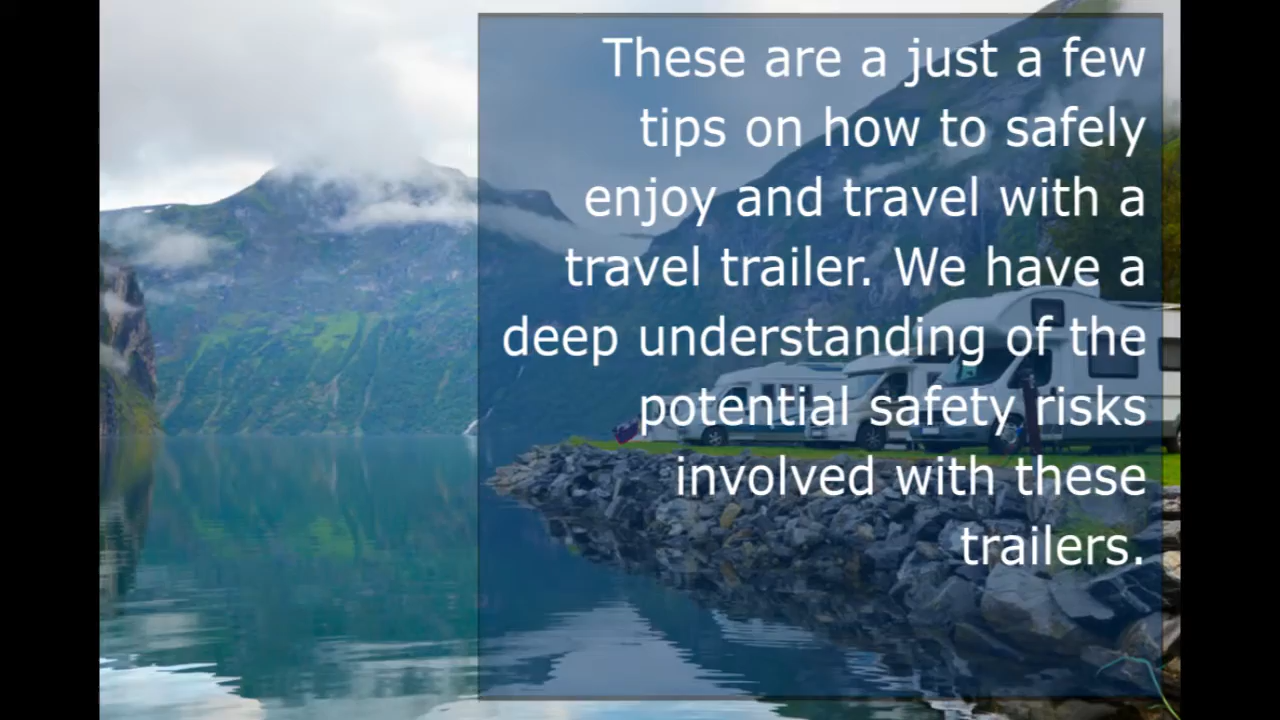 These are a just a few
tips on how to safely
enjoy and travel with a
travel trailer. We have a
deep understanding of the
potential safety risks
involved with these
trailers.